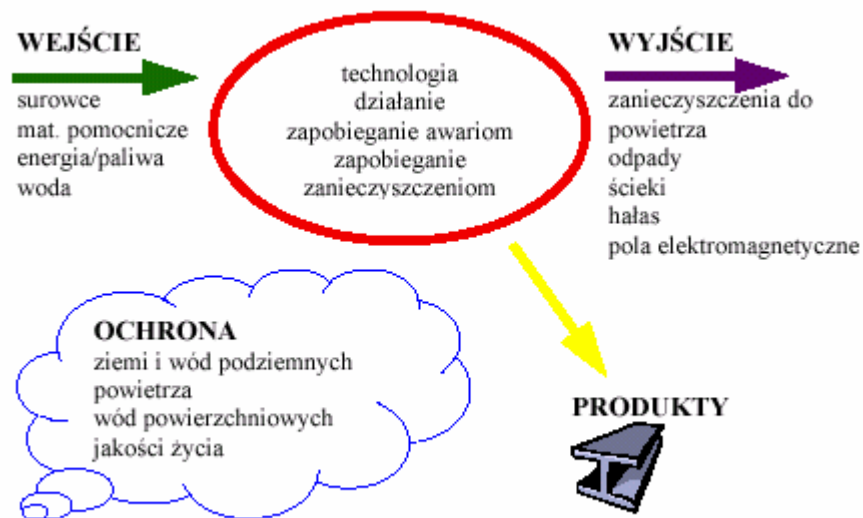 WEJŚCIE
surowce
mat. pomocnicze
energia/paliwa
woda
technologia
działanie
zapobieganie awariom
zapobieganie
zanieczyszczeniom
WYJŚCIE
zanieczyszczenia do
powietrza
odpady
ścieki
hałas
pola elektromagnetyczne
OCHRONA
ziemi i wód podziemnych
powietrza
wód powierzchniowych
jakości życia
PRODUKTY